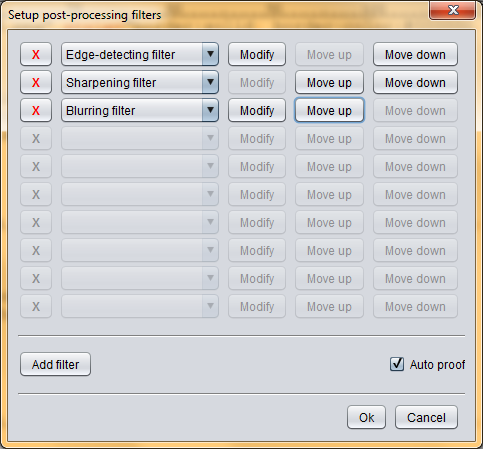 Setup post-processing filters
X Edge-detecting filter Modify Move up Move down
X Sharpening filter Modify Move up Move down
X Blurring filter Modify Move up Move down
X Modify Move up Move down
X Modify Move up Move down
X Modify Move up Move down
X Modify Move up Move down
X Modify Move up Move down
X Modify Move up Move down
X Modify Move up Move down
Add filter Auto proof
Ok Cancel